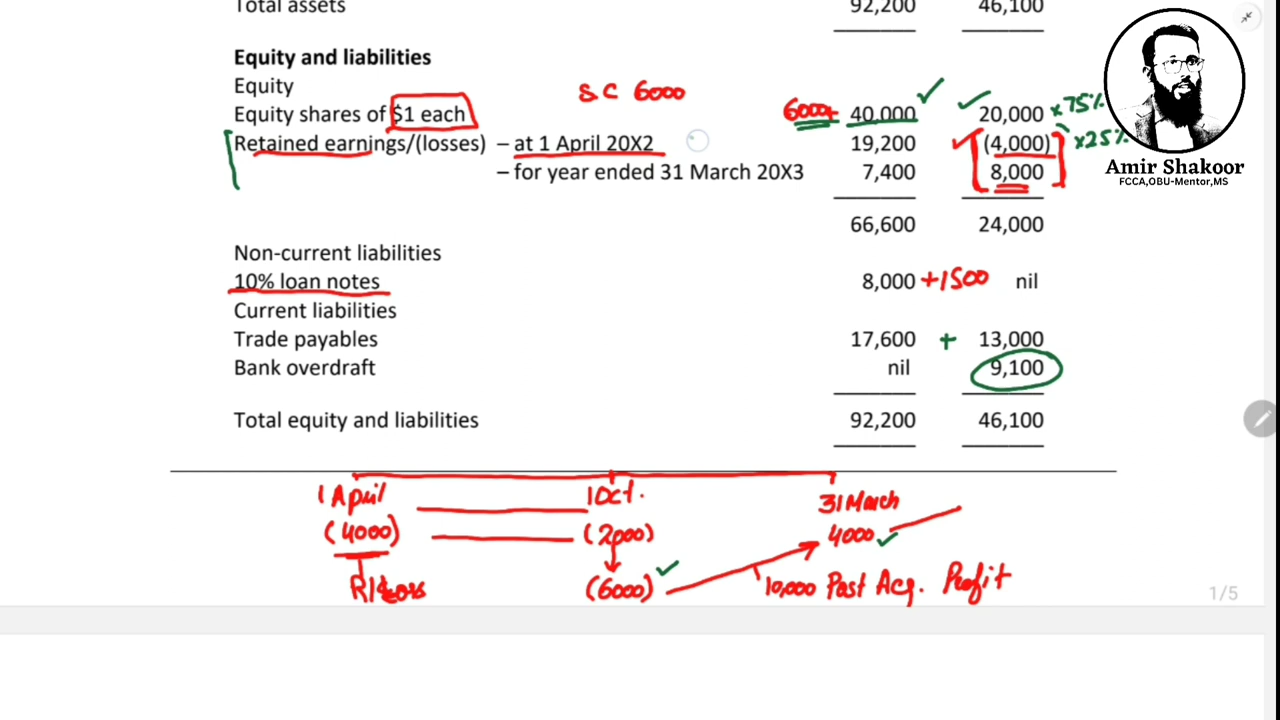 Total assets 92,200 46,100
Equity and liabilities
Equity
SC 6000
Equity shares of $1 each 6000+ 40,000 20,000 x75%
Retained earnings/(losses) – at 1 April 20X2 19,200 (4,000) x25%
– for year ended 31 March 20X3 7,400 8,000
66,600 24,000
Non-current liabilities
10% loan notes 8,000 +1500 nil
Current liabilities
Trade payables 17,600 + 13,000
Bank overdraft nil 9,100
Total equity and liabilities 92,200 46,100
1 April 1 Oct. 31 March
(4000) (2000) 4000
(6000) 10,000 Post Acq. Profit
1/5
Amir Shakoor
FCCA,OBU-Mentor,MS